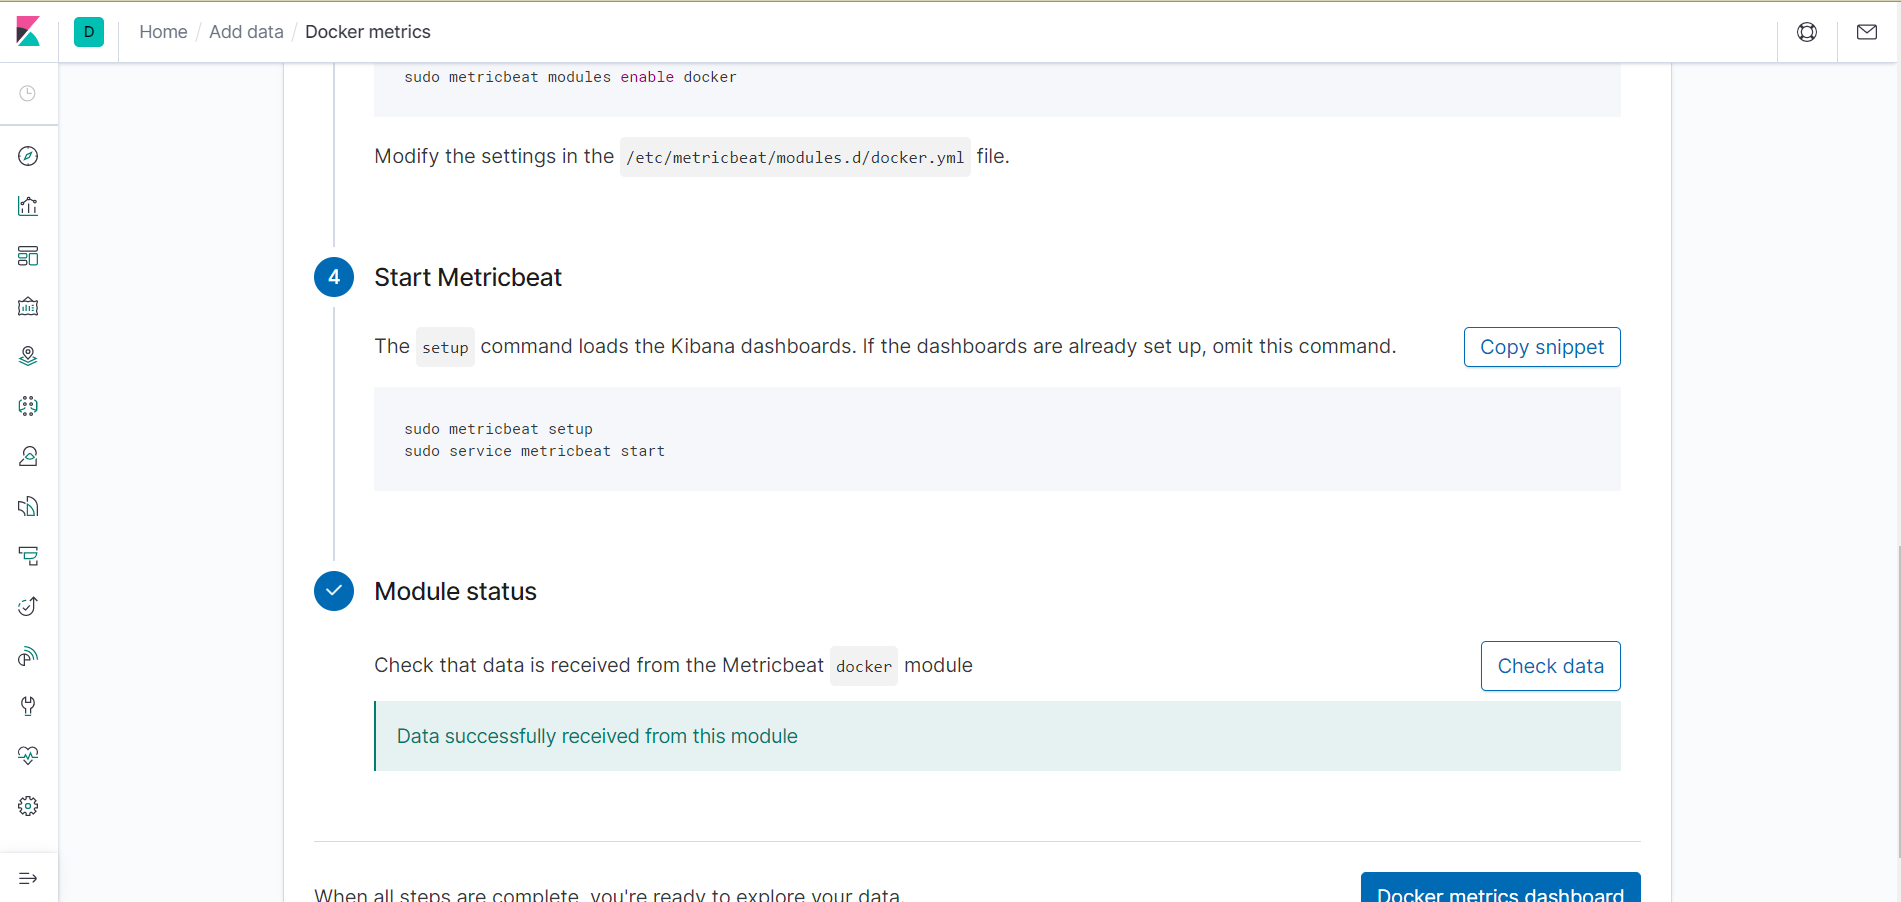 D
Home / Add data / Docker metrics
sudo metricbeat modules enable docker
Modify the settings in the /etc/metricbeat/modules.d/docker.yml file.
4 Start Metricbeat
The setup command loads the Kibana dashboards. If the dashboards are already set up, omit this command.
Copy snippet
sudo metricbeat setup
sudo service metricbeat start
Module status
Check that data is received from the Metricbeat docker module
Check data
Data successfully received from this module
When all steps are complete, you're ready to explore your data.
Docker metrics dashboard